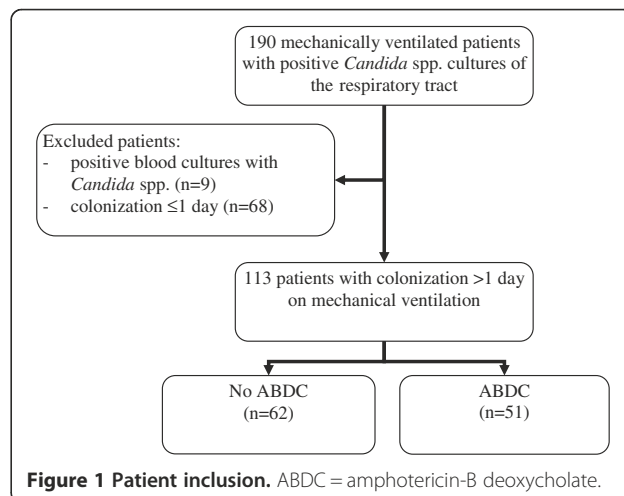 190 mechanically ventilated patients
with positive Candida spp. cultures of
the respiratory tract
Excluded patients:
- positive blood cultures with
Candida spp. (n=9)
- colonization ≤1 day (n=68)
113 patients with colonization >1 day
on mechanical ventilation
No ABDC
(n=62)
ABDC
(n=51)
Figure 1 Patient inclusion. ABDC = amphotericin-B deoxycholate.